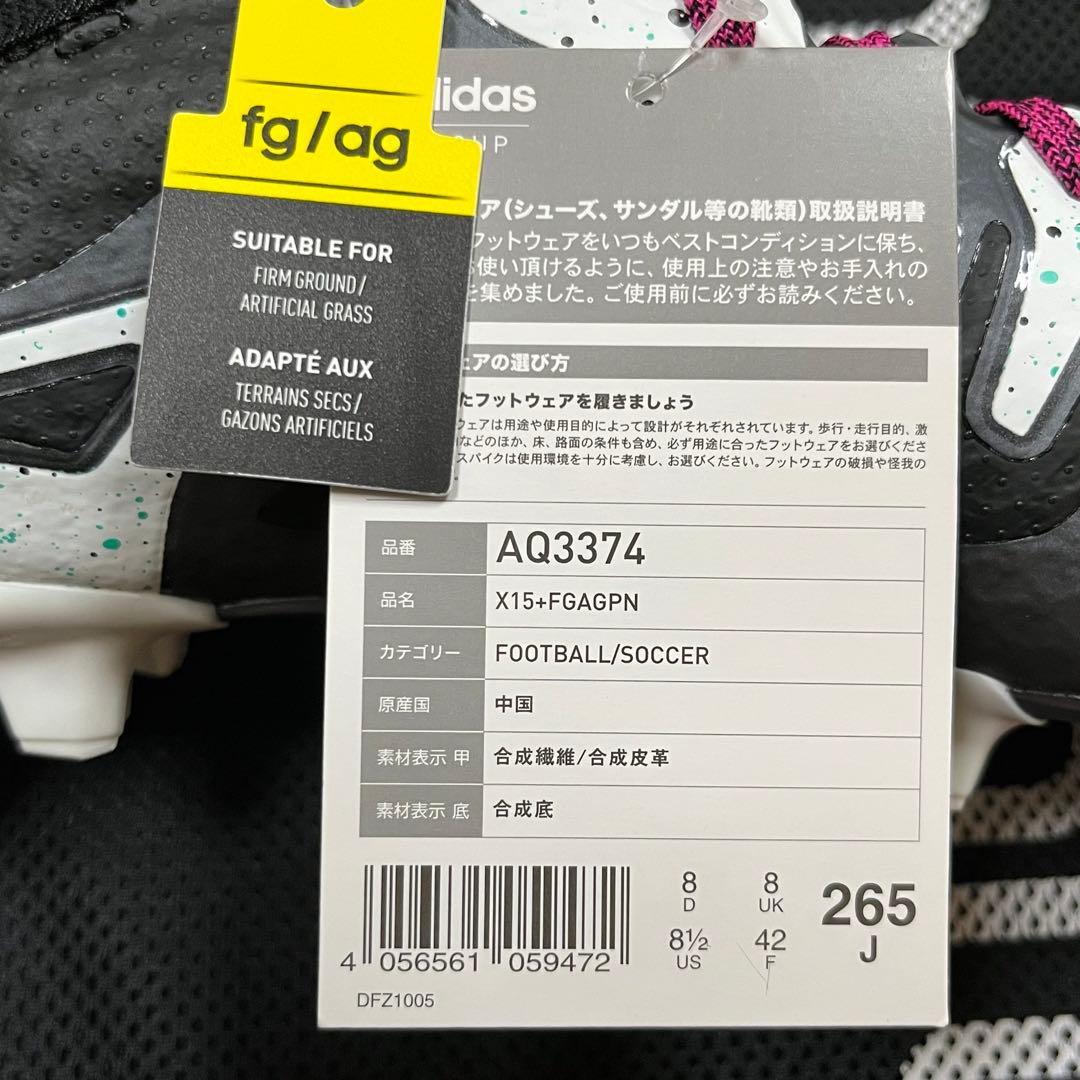 fg/ag
SUITABLE FOR
FIRM GROUND/
ARTIFICIAL GRASS
ADAPTÉ AUX
TERRAINS SECS/
GAZONS ARTIFICIELS
didas
UP
ア(シューズ、サンダル等の靴類)取扱説明書
フットウェアをいつもベストコンディションに保ち、
使い頂けるように、使用上の注意やお手入れの
を集めました。ご使用前に必ずお読みください。
ェアの選び方
たフットウェアを履きましょう
ウェアは用途や使用目的によって設計がそれぞれされています。歩行・走行目的、激
などのほか、床、路面の条件も含め、必ず用途に合ったフットウェアをお選びくださ
スパイクは使用環境を十分に考慮し、お選びください。フットウェアの破損や怪我の
品番 AQ3374
品名 X15+FGAGPN
カテゴリー FOOTBALL/SOCCER
原産国 中国
素材表示 甲 合成繊維/合成皮革
素材表示 底 合成底
8 D
8 UK
8½ US
42 F
265 J
4 056561 059472
DFZ1005